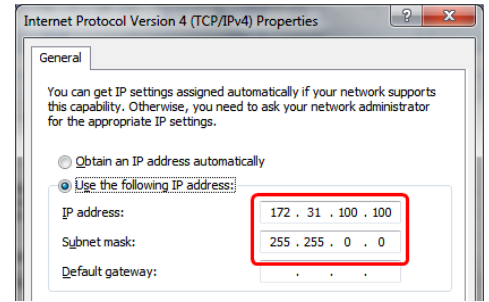 Internet Protocol Version 4 (TCP/IPv4) Properties
General
You can get IP settings assigned automatically if your network supports
this capability. Otherwise, you need to ask your network administrator
for the appropriate IP settings.
Obtain an IP address automatically
Use the following IP address:
IP address: 172 . 31 . 100 . 100
Subnet mask: 255 . 255 . 0 . 0
Default gateway: . . .